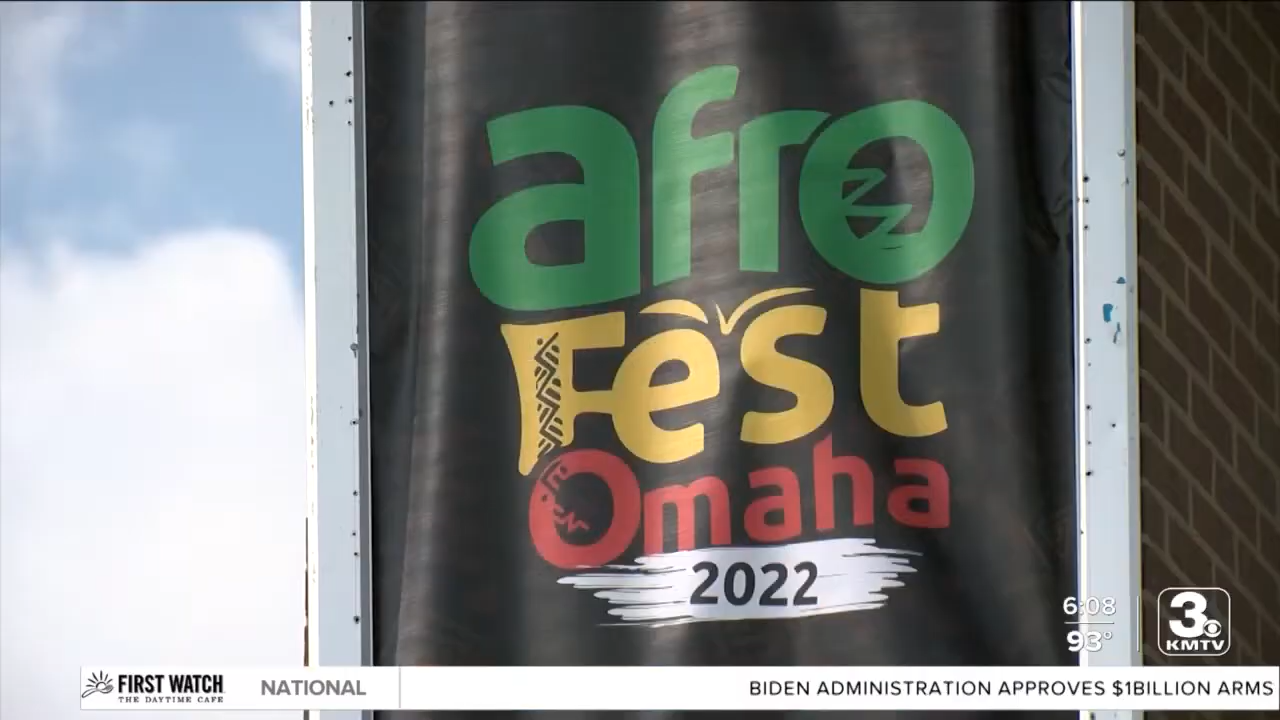 afro
Fest
Omaha
2022
6:08
93°
3
KMTV
FIRST WATCH
THE DAYTIME CAFE
NATIONAL
BIDEN ADMINISTRATION APPROVES $1BILLION ARMS